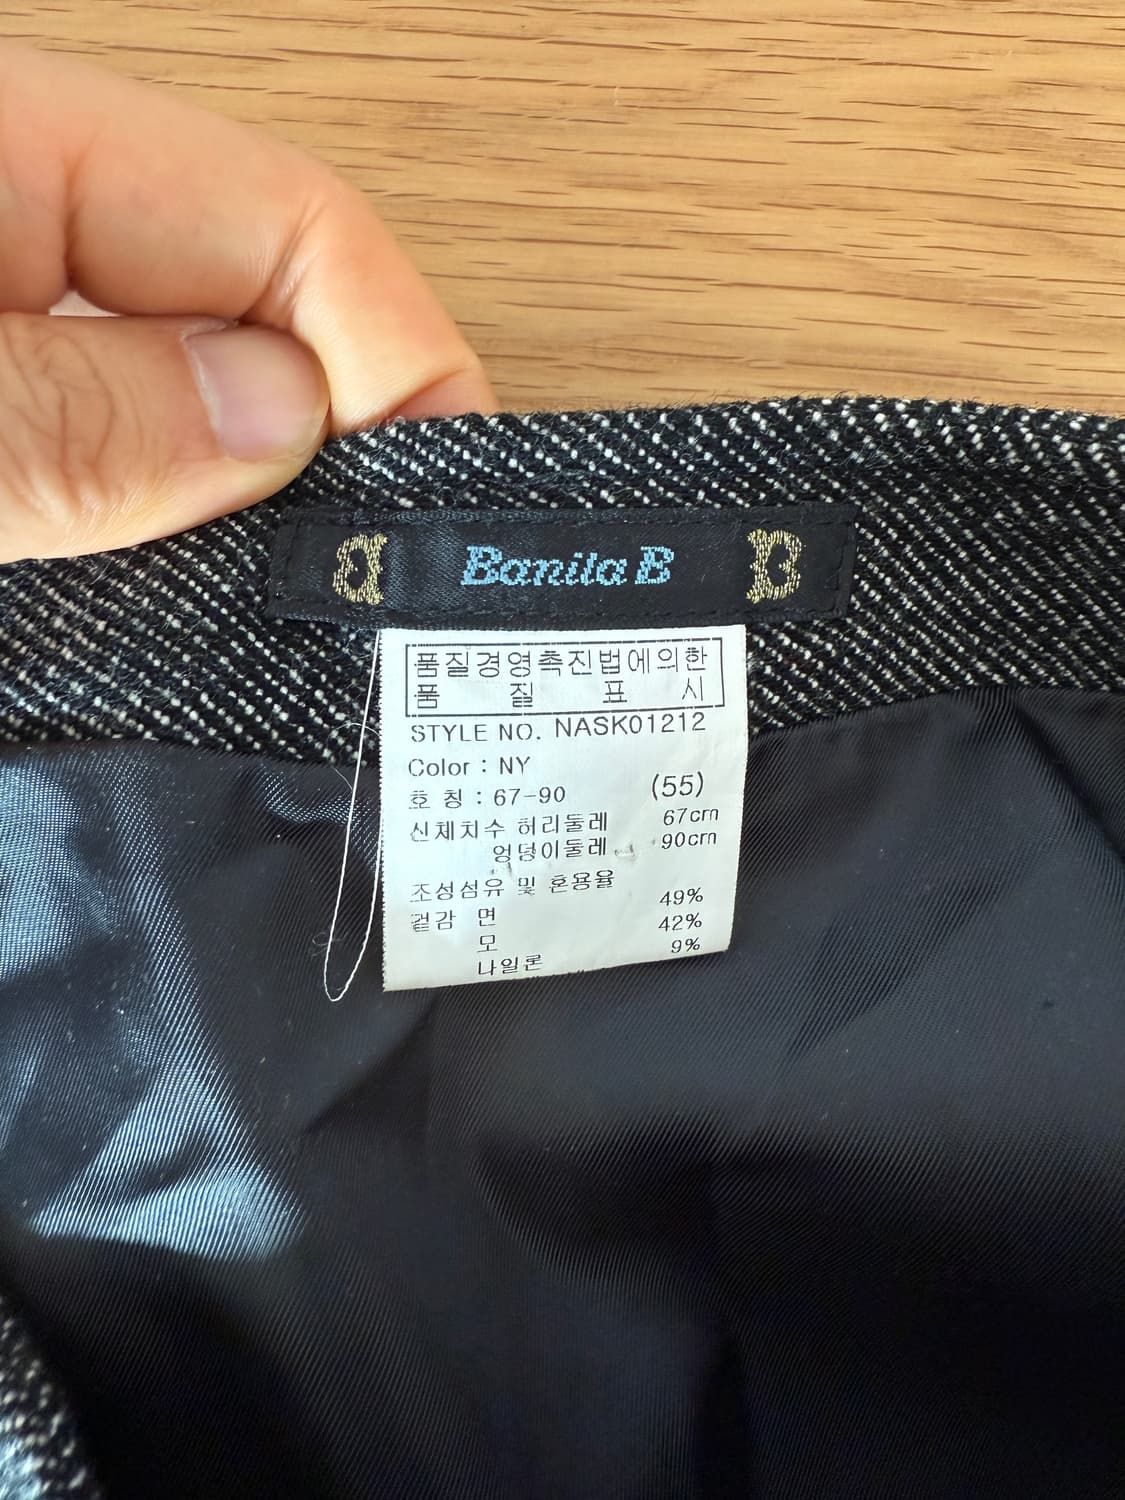 B Banila B B
품질경영촉진법에의한
품 질 표 시
STYLE NO. NASK01212
Color : NY
호 칭 : 67-90 (55)
신체치수 허리둘레 67cm
엉덩이둘레 90cm
조성섬유 및 혼용율
겉감 면 49%
모 42%
나일론 9%